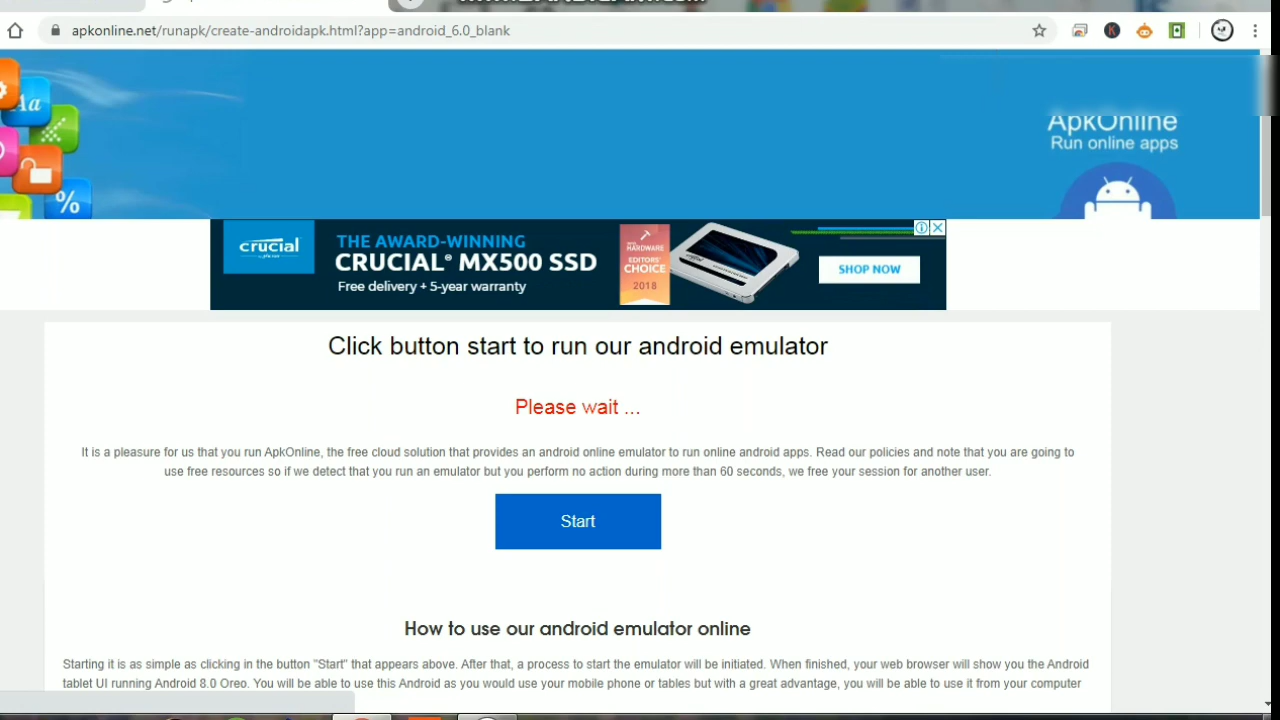 apkonline.net/runapk/create-androidapk.html?app=android_6.0_blank
K
Aa
%
ApkOnline
Run online apps
crucial
THE AWARD-WINNING
CRUCIAL® MX500 SSD
Free delivery + 5-year warranty
HARDWARE
EDITORS'
CHOICE
2018
SHOP NOW
Click button start to run our android emulator
Please wait ...
It is a pleasure for us that you run ApkOnline, the free cloud solution that provides an android online emulator to run online android apps. Read our policies and note that you are going to
use free resources so if we detect that you run an emulator but you perform no action during more than 60 seconds, we free your session for another user.
Start
How to use our android emulator online
Starting it is as simple as clicking in the button "Start" that appears above. After that, a process to start the emulator will be initiated. When finished, your web browser will show you the Android
tablet UI running Android 8.0 Oreo. You will be able to use this Android as you would use your mobile phone or tables but with a great advantage, you will be able to use it from your computer